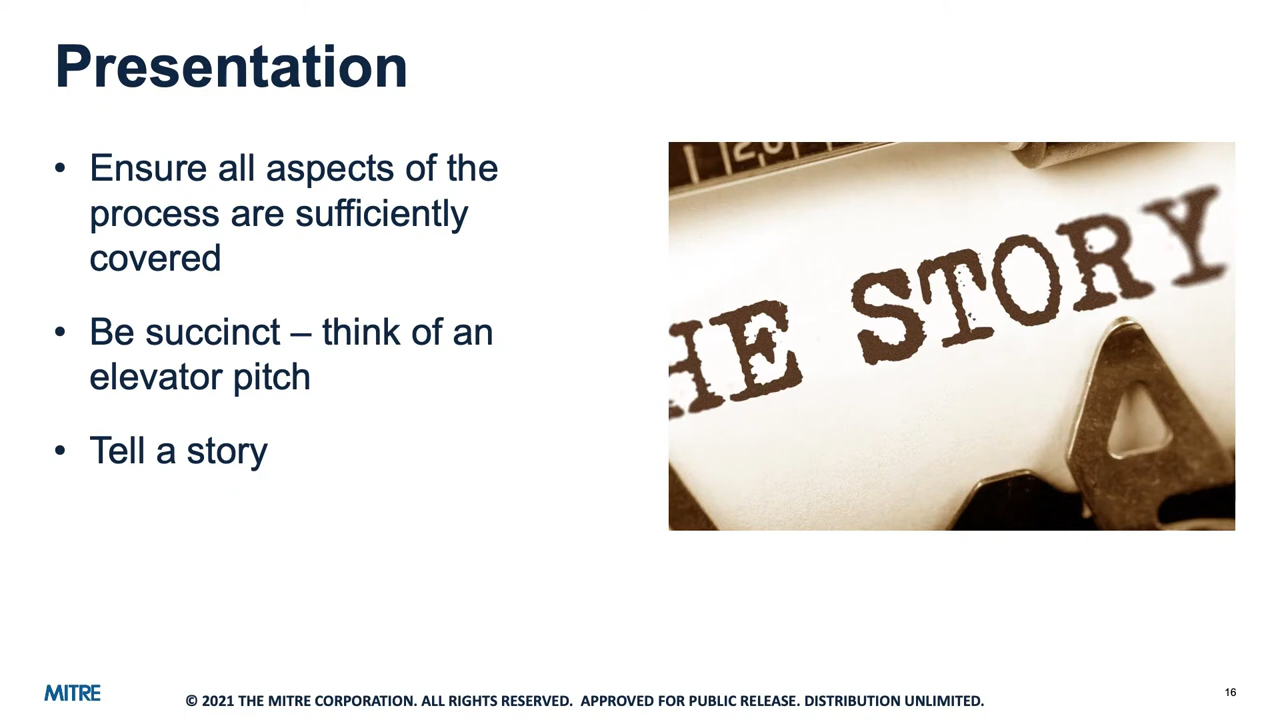 Presentation
• Ensure all aspects of the
process are sufficiently
covered
• Be succinct – think of an
elevator pitch
• Tell a story
HE STORY
MITRE
© 2021 THE MITRE CORPORATION. ALL RIGHTS RESERVED. APPROVED FOR PUBLIC RELEASE. DISTRIBUTION UNLIMITED.
16